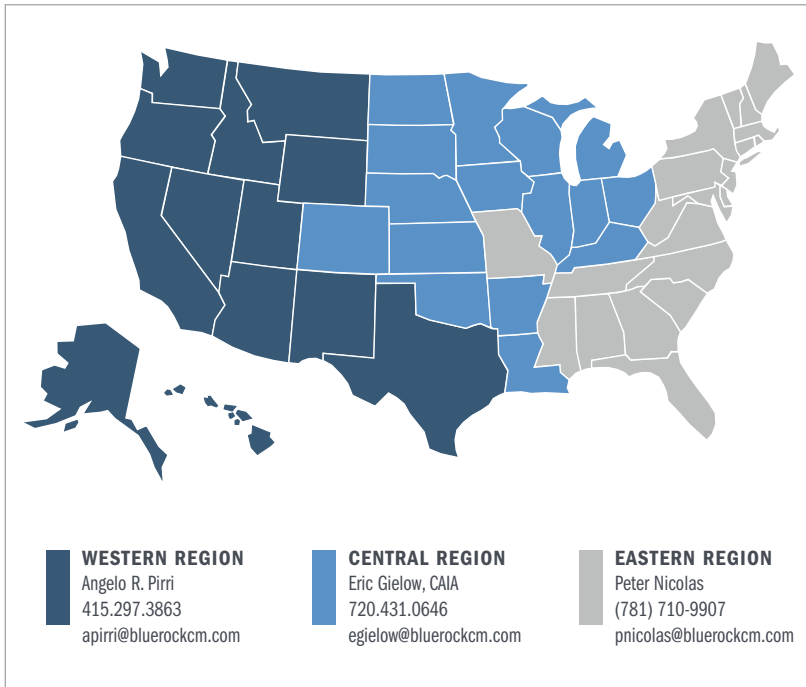 WESTERN REGION
Angelo R. Pirri
415.297.3863
apirri@bluerockcm.com
CENTRAL REGION
Eric Gielow, CAIA
720.431.0646
egielow@bluerockcm.com
EASTERN REGION
Peter Nicolas
(781) 710-9907
pnicolas@bluerockcm.com